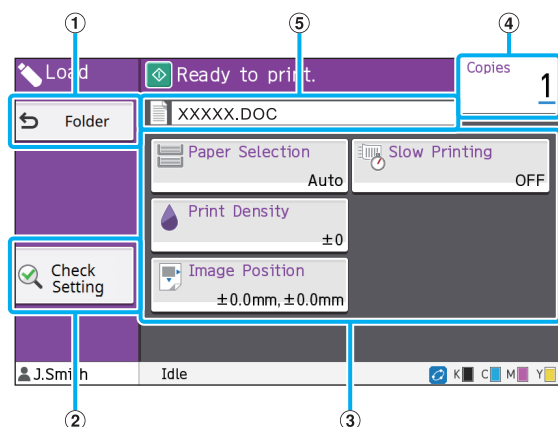 ① ⑤ ④
Load
Ready to print.
Copies
1
Folder
XXXXX.DOC
Paper Selection
Auto
Slow Printing
OFF
Print Density
±0
Check
Setting
Image Position
±0.0mm, ±0.0mm
J.Smith
Idle
K C M Y
② ③